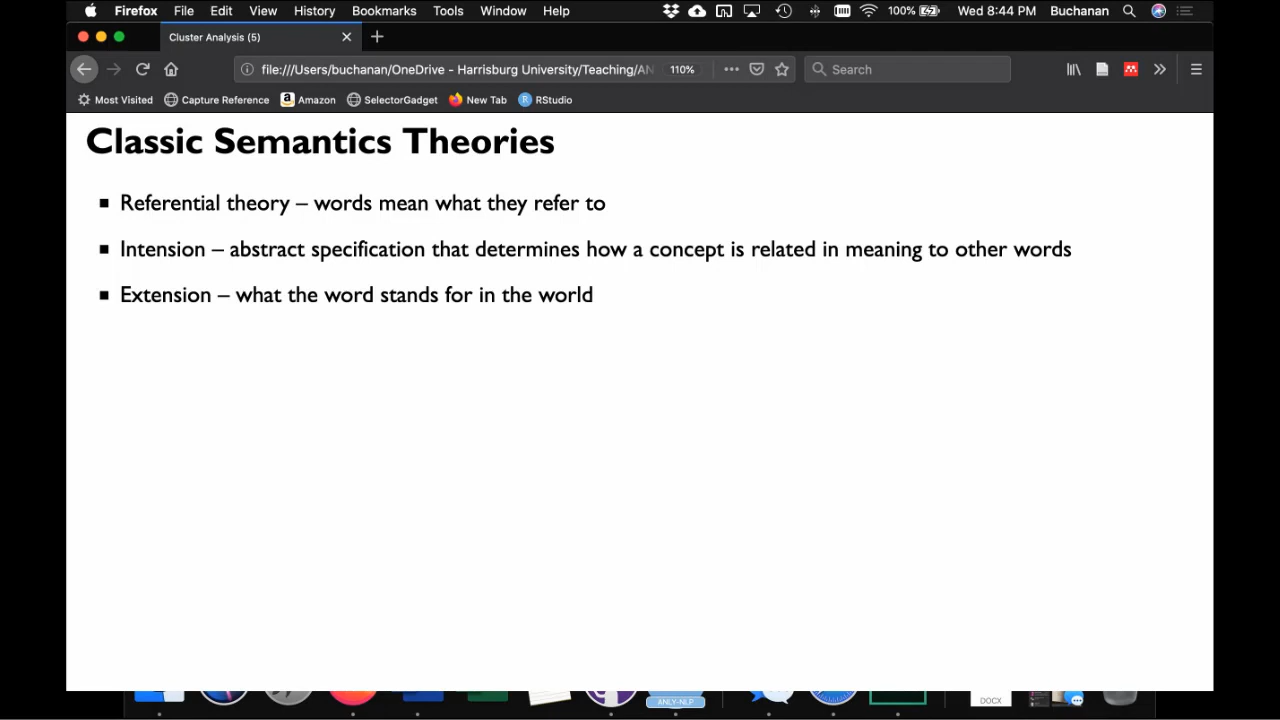 Firefox File Edit View History Bookmarks Tools Window Help 100% Wed 8:44 PM Buchanan
Cluster Analysis (5)
file:///Users/buchanan/OneDrive - Harrisburg University/Teaching/AN 110% Search
Most Visited Capture Reference Amazon SelectorGadget New Tab RStudio
Classic Semantics Theories
Referential theory – words mean what they refer to
Intension – abstract specification that determines how a concept is related in meaning to other words
Extension – what the word stands for in the world
ANLY-NLP DOCX